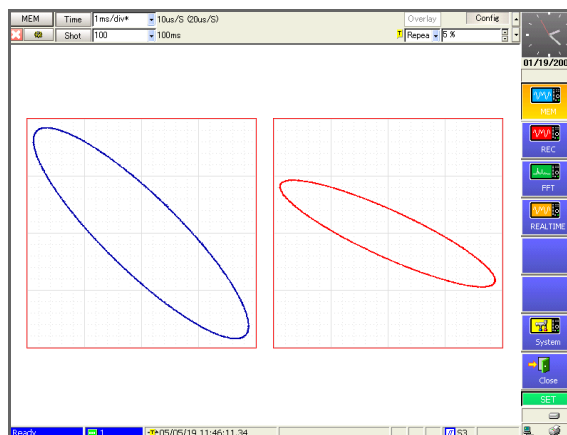 MEM Time 1ms/div* 10us/S (20us/S) Overlay Config
Shot 100 100ms T Repea 5 %
01/19/200
MEM
REC
FFT
REALTIME
System
Close
SET
Ready 1 05/05/19 11:46:11.34 S3